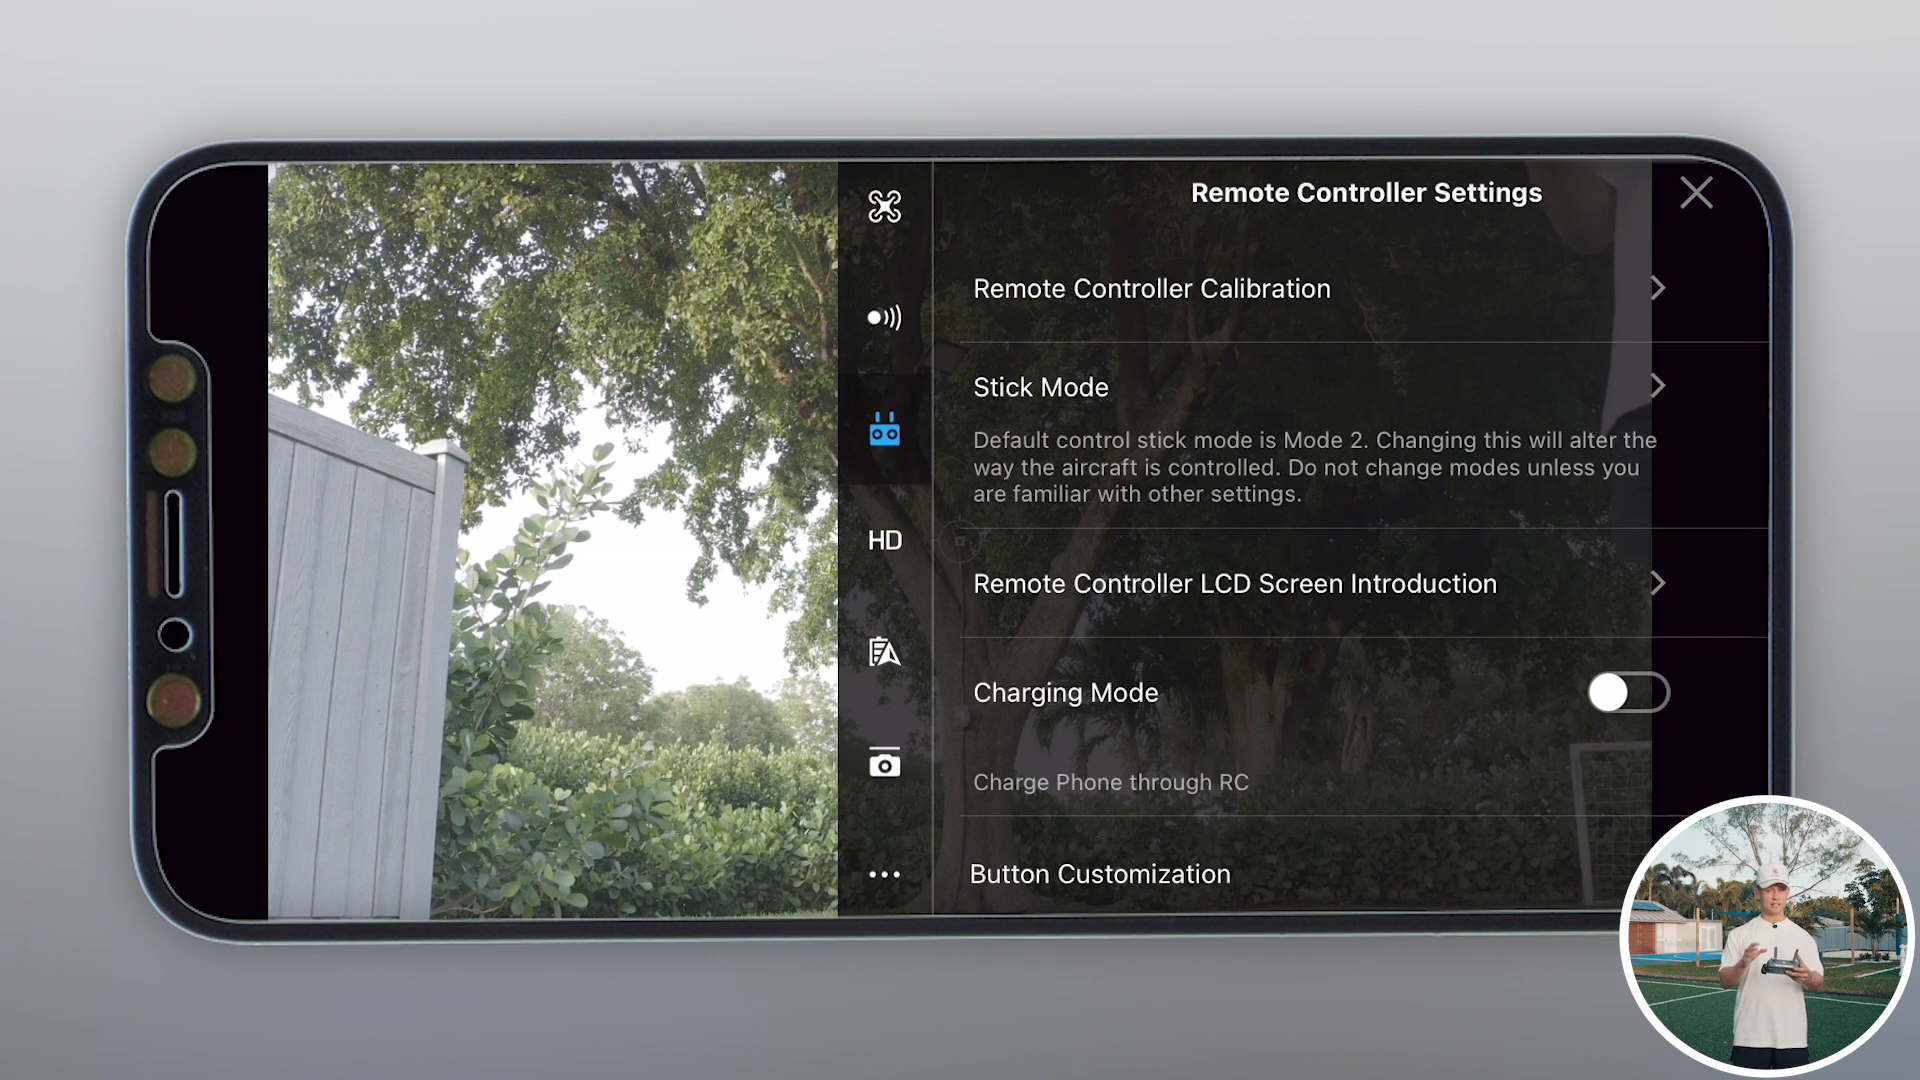 Remote Controller Settings
Remote Controller Calibration
Stick Mode
Default control stick mode is Mode 2. Changing this will alter the
way the aircraft is controlled. Do not change modes unless you
are familiar with other settings.
HD
Remote Controller LCD Screen Introduction
Charging Mode
Charge Phone through RC
Button Customization